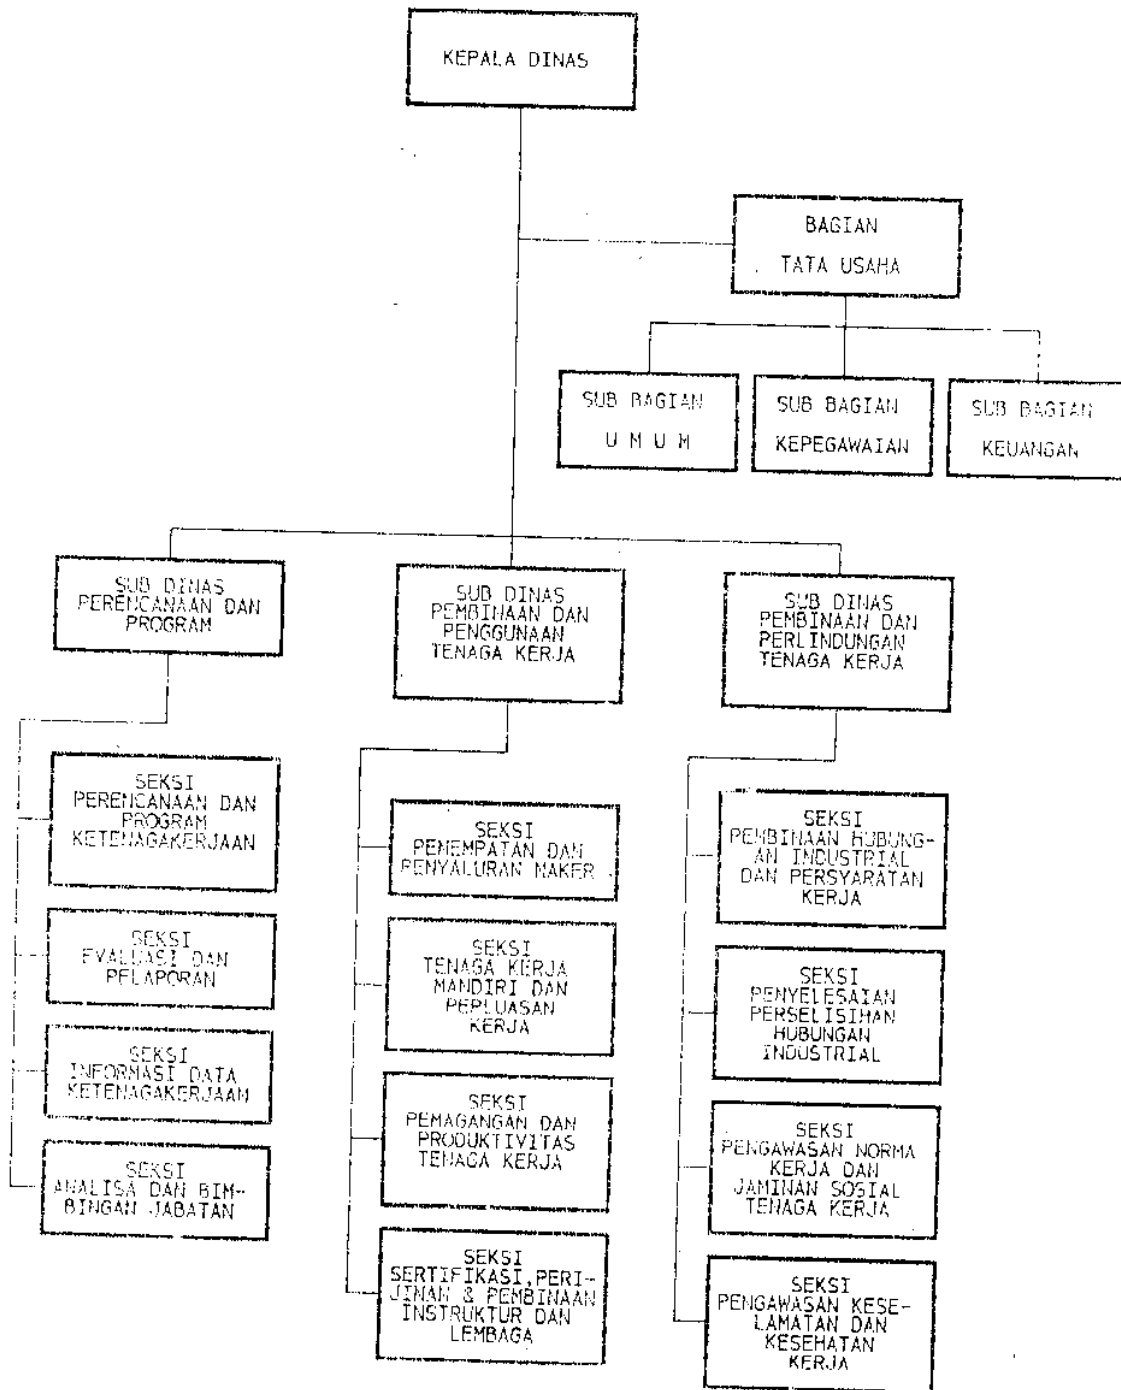 KEPALA DINAS
BAGIAN
TATA USAHA
SUB BAGIAN
U M U M
SUB BAGIAN
KEPEGAWAIAN
SUB BAGIAN
KEUANGAN
SUB DINAS
PERENCANAAN DAN
PROGRAM
SEKSI
PERENCANAAN DAN
PROGRAM
KETENAGAKERJAAN
SEKSI
EVALUASI DAN
PELAPORAN
SEKSI
INFORMASI DATA
KETENAGAKERJAAN
SEKSI
ANALISA DAN BIM-
BINGAN JABATAN
SUB DINAS
PEMBINAAN DAN
PENGGUNAAN
TENAGA KERJA
SEKSI
PENEMPATAN DAN
PENYALURAN NAKER
SEKSI
TENAGA KERJA
MANDIRI DAN
PERLUASAN
KERJA
SEKSI
PEMAGANGAN DAN
PRODUKTIVITAS
TENAGA KERJA
SEKSI
SERTIFIKASI,PERI-
JINAN & PEMBINAAN
INSTRUKTUR DAN
LEMBAGA
SUB DINAS
PEMBINAAN DAN
PERLINDUNGAN
TENAGA KERJA
SEKSI
PEMBINAAN HUBUNG-
AN INDUSTRIAL
DAN PERSYARATAN
KERJA
SEKSI
PENYELESAIAN
PERSELISIHAN
HUBUNGAN
INDUSTRIAL
SEKSI
PENGAWASAN NORMA
KERJA DAN
JAMINAN SOSIAL
TENAGA KERJA
SEKSI
PENGAWASAN KESE-
LAMATAN DAN
KESEHATAN
KERJA